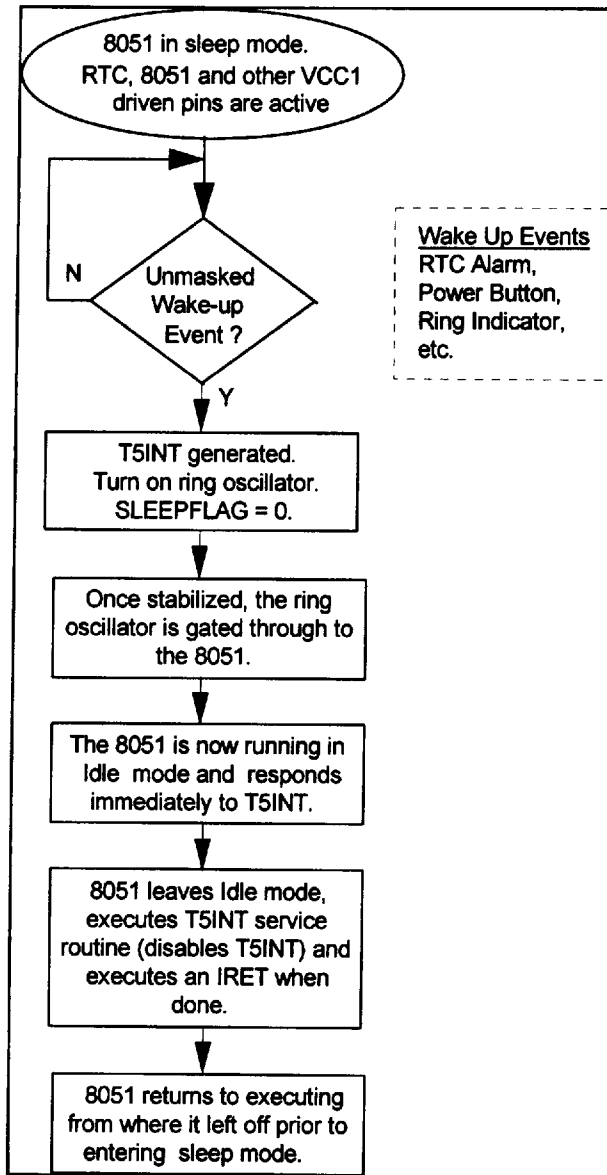 8051 in sleep mode.
RTC, 8051 and other VCC1
driven pins are active
N
Unmasked
Wake-up
Event ?
Y
Wake Up Events
RTC Alarm,
Power Button,
Ring Indicator,
etc.
T5INT generated.
Turn on ring oscillator.
SLEEPFLAG = 0.
Once stabilized, the ring
oscillator is gated through to
the 8051.
The 8051 is now running in
Idle mode and responds
immediately to T5INT.
8051 leaves Idle mode,
executes T5INT service
routine (disables T5INT) and
executes an IRET when
done.
8051 returns to executing
from where it left off prior to
entering sleep mode.